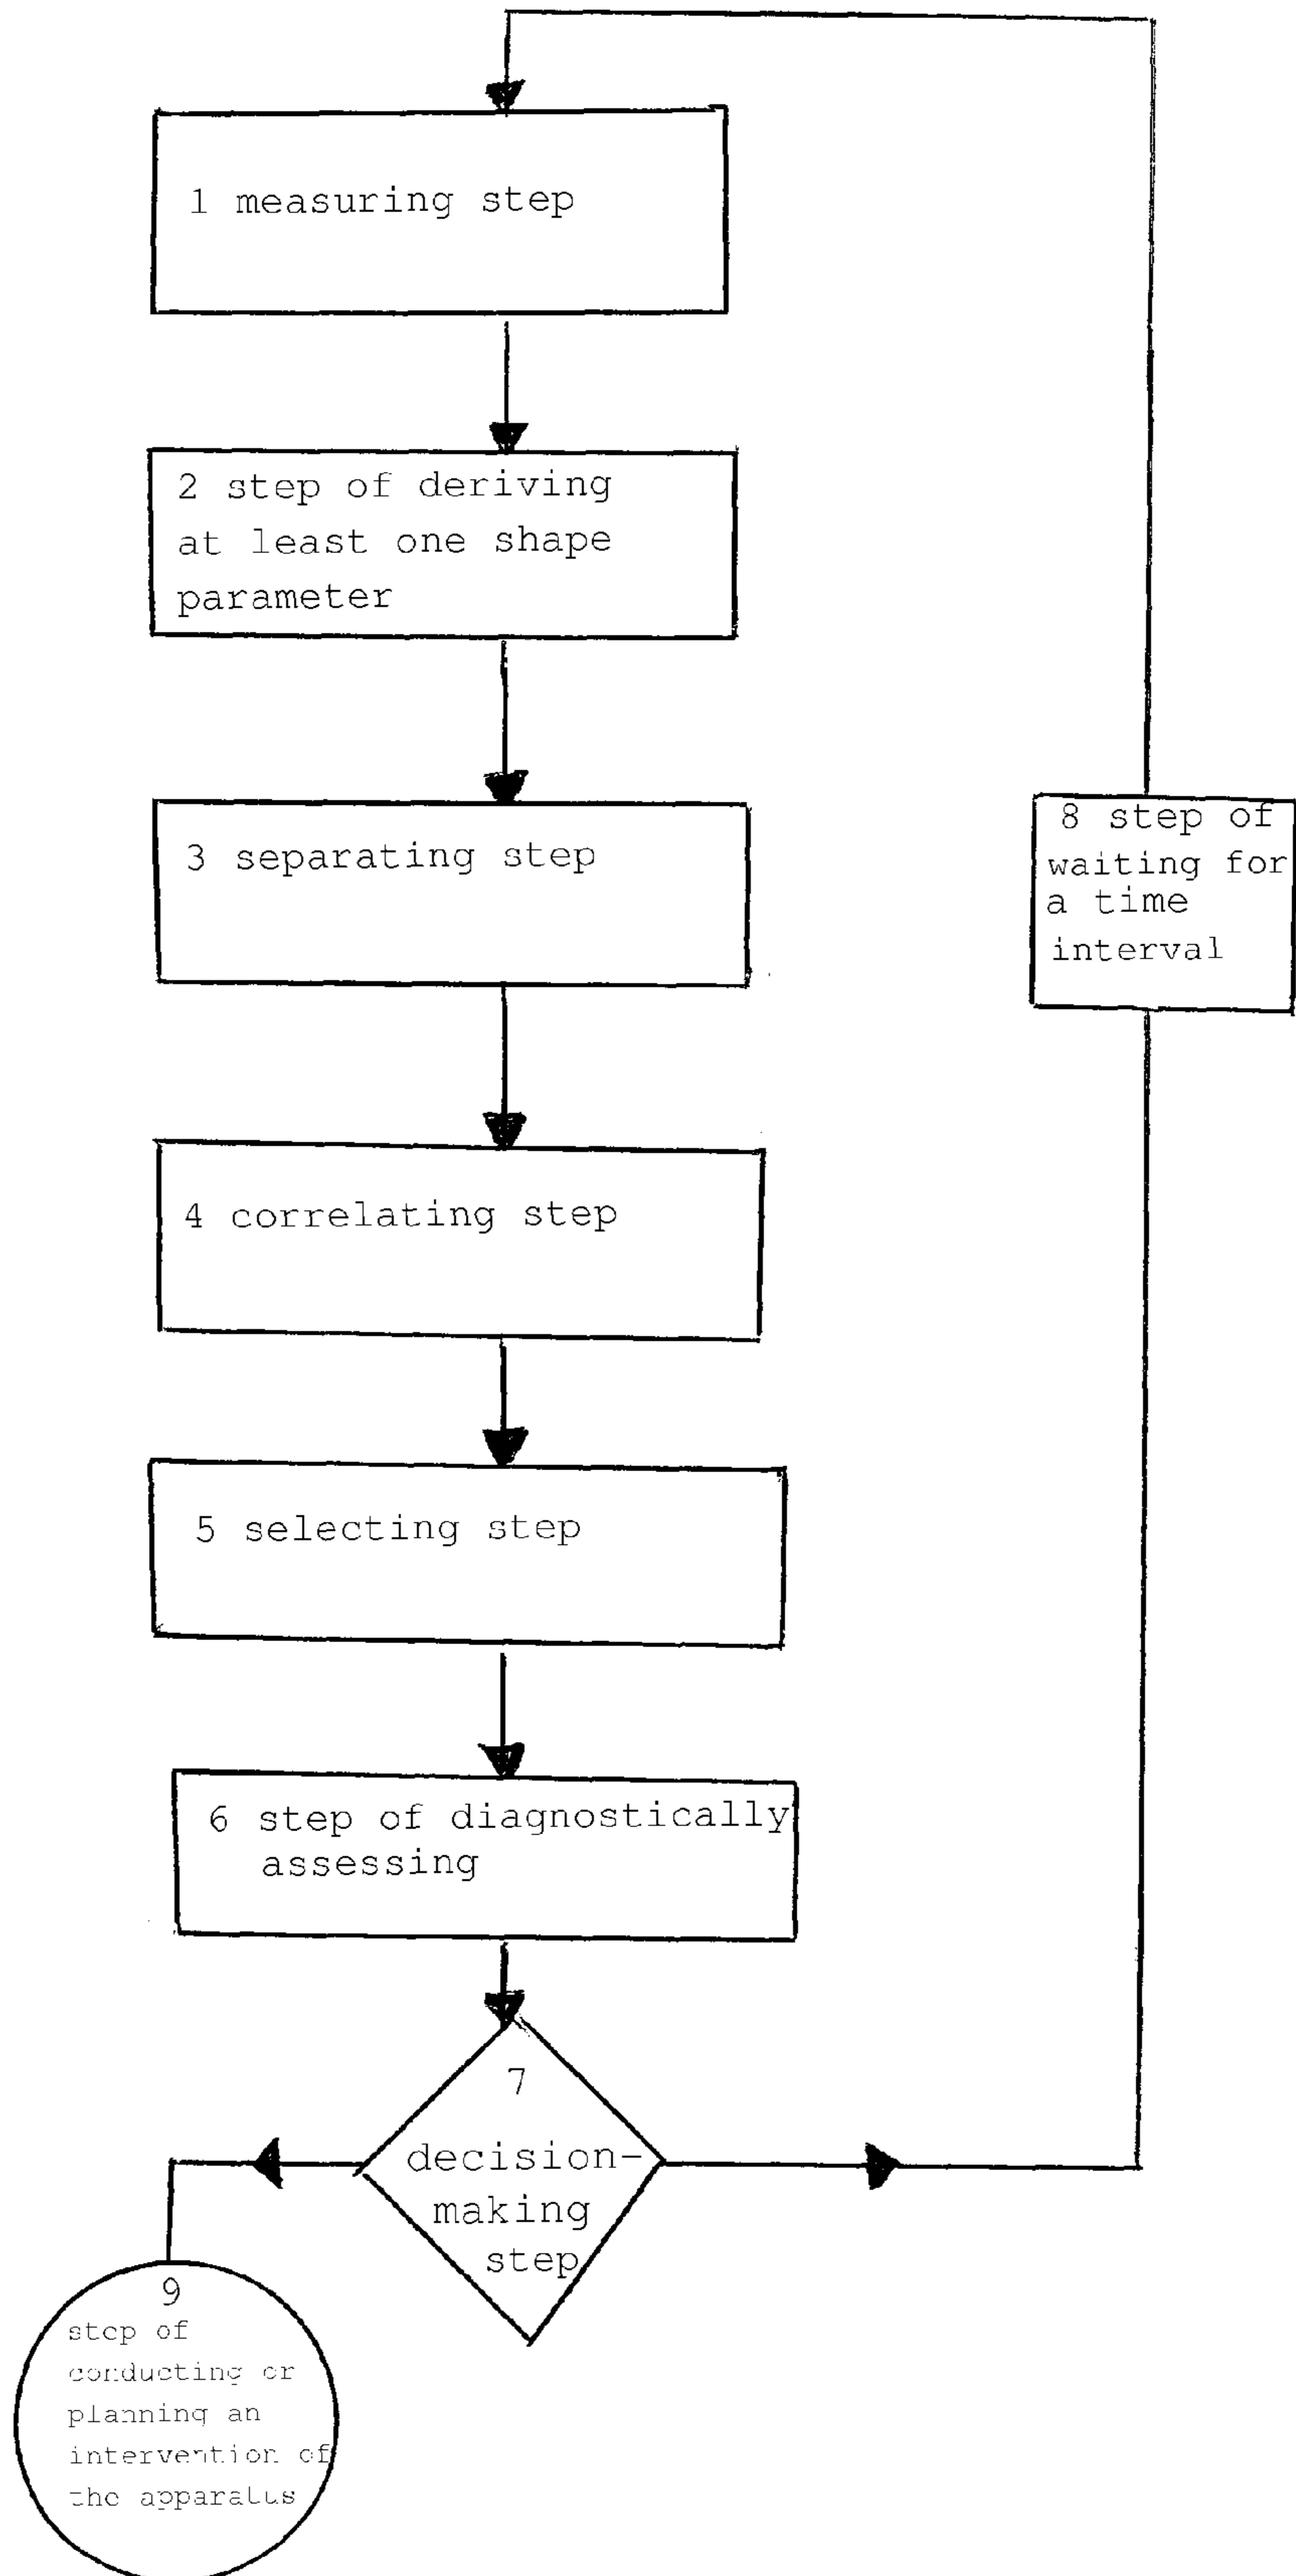 1 measuring step
2 step of deriving
at least one shape
parameter
3 separating step
8 step of
waiting for
a time
interval
4 correlating step
5 selecting step
6 step of diagnostically
assessing
7
decision-
making
step
9
step of
conducting or
planning an
intervention of
the apparatus